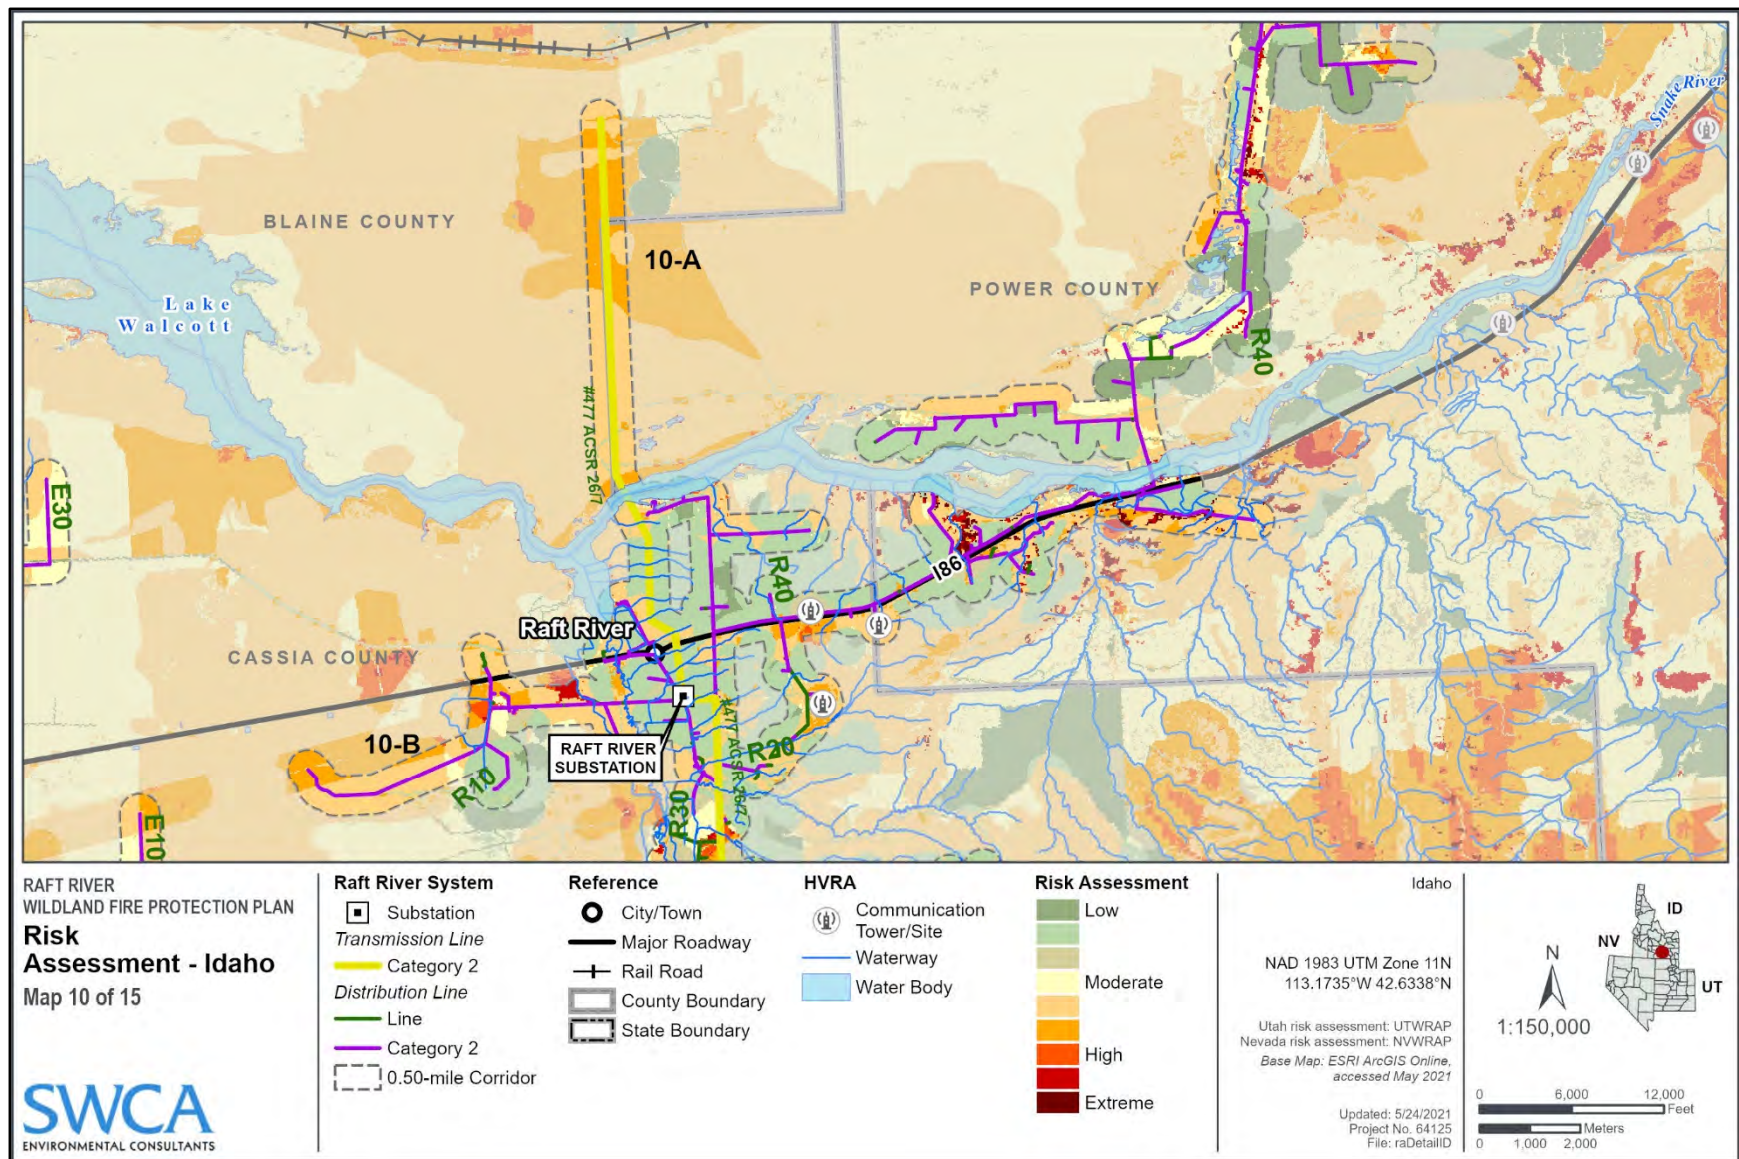 Snake River
BLAINE COUNTY
10-A
POWER COUNTY
Lake
Walcott
R40
#477 ACSR 26/7
E30
I86
R40
Raft River
CASSIA COUNTY
10-B
RAFT RIVER
SUBSTATION
#477 ACSR 26/7
R20
R10
R30
E10
RAFT RIVER
WILDLAND FIRE PROTECTION PLAN
Risk
Assessment - Idaho
Map 10 of 15
SWCA
ENVIRONMENTAL CONSULTANTS
Raft River System
Substation
Transmission Line
Category 2
Distribution Line
Line
Category 2
0.50-mile Corridor
Reference
City/Town
Major Roadway
Rail Road
County Boundary
State Boundary
HVRA
Communication
Tower/Site
Waterway
Water Body
Risk Assessment
Low
Moderate
High
Extreme
Idaho
NAD 1983 UTM Zone 11N
113.1735°W 42.6338°N
Utah risk assessment: UTWRAP
Nevada risk assessment: NVWRAP
Base Map: ESRI ArcGIS Online,
accessed May 2021
Updated: 5/24/2021
Project No. 64125
File: raDetailID
ID
NV
UT
N
1:150,000
0 6,000 12,000
Feet
Meters
0 1,000 2,000